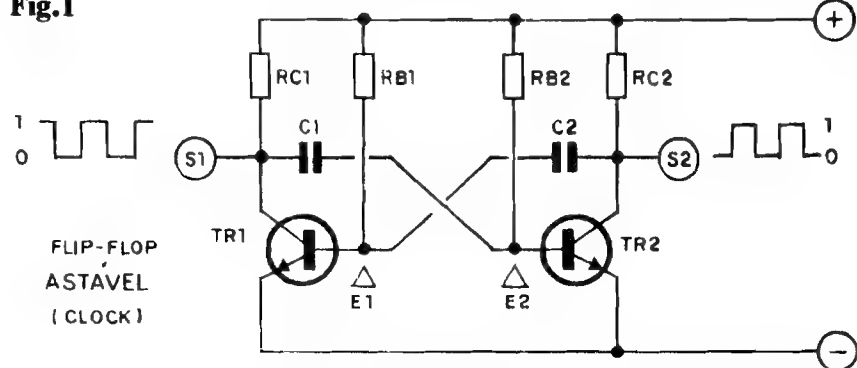 Fig.1
+
RC1
RB1
RB2
RC2
1
0
C1
C2
1
0
S1
S2
TR1
TR2
E1
E2
FLIP-FLOP
ASTÁVEL
(CLOCK)
-